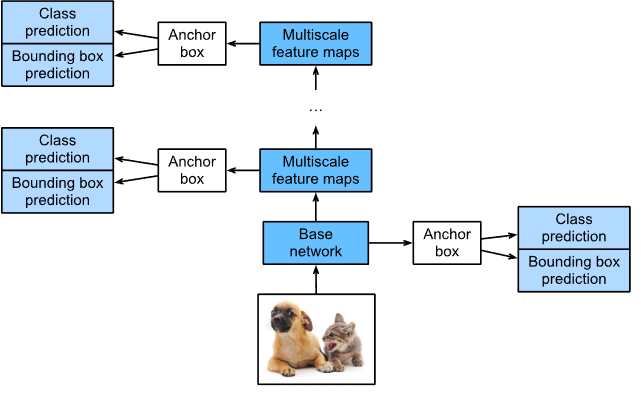 Class
prediction
Bounding box
prediction
Anchor
box
Multiscale
feature maps
...
Class
prediction
Bounding box
prediction
Anchor
box
Multiscale
feature maps
Base
network
Anchor
box
Class
prediction
Bounding box
prediction